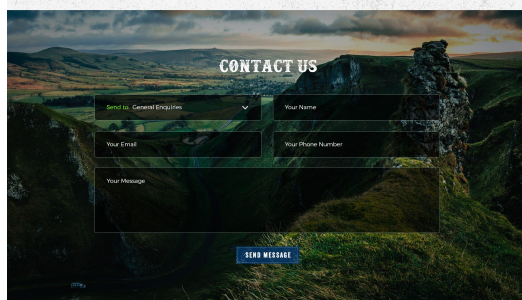 CONTACT US
Send to: General Enquiries
Your Name
Your Email
Your Phone Number
Your Message
SEND MESSAGE